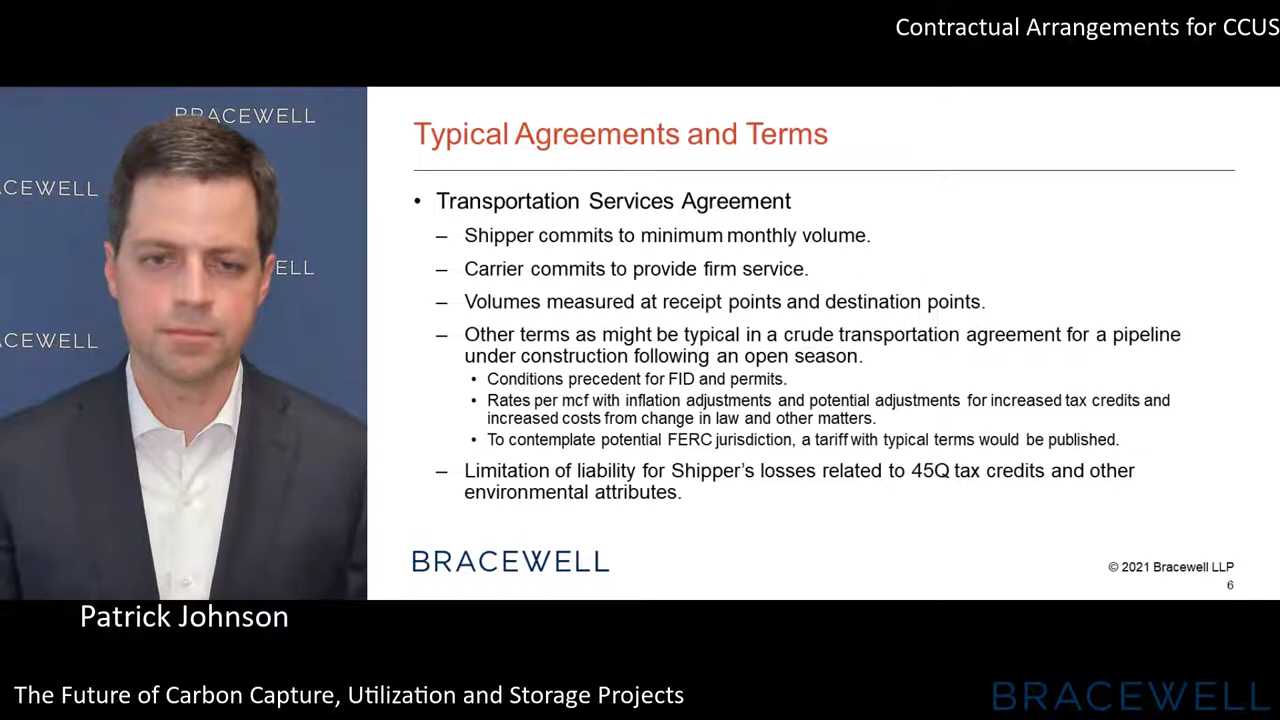 Contractual Arrangements for CCUS
BRACEWELL
ACEWELL
ELL
ACEWELL
Typical Agreements and Terms
• Transportation Services Agreement
– Shipper commits to minimum monthly volume.
– Carrier commits to provide firm service.
– Volumes measured at receipt points and destination points.
– Other terms as might be typical in a crude transportation agreement for a pipeline
under construction following an open season.
• Conditions precedent for FID and permits.
• Rates per mcf with inflation adjustments and potential adjustments for increased tax credits and
increased costs from change in law and other matters.
• To contemplate potential FERC jurisdiction, a tariff with typical terms would be published.
– Limitation of liability for Shipper’s losses related to 45Q tax credits and other
environmental attributes.
BRACEWELL
© 2021 Bracewell LLP
6
Patrick Johnson
The Future of Carbon Capture, Utilization and Storage Projects
BRACEWELL